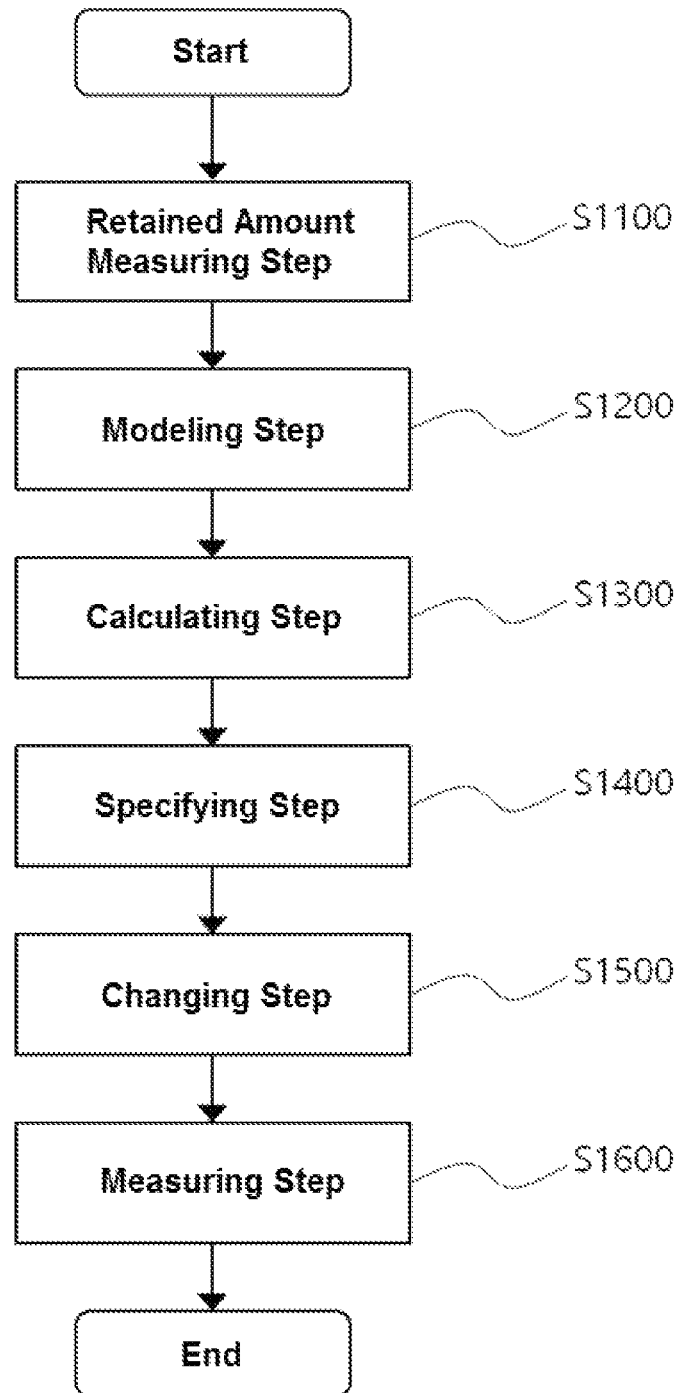 Start
Retained Amount
Measuring Step
S1100
Modeling Step
S1200
Calculating Step
S1300
Specifying Step
S1400
Changing Step
S1500
Measuring Step
S1600
End